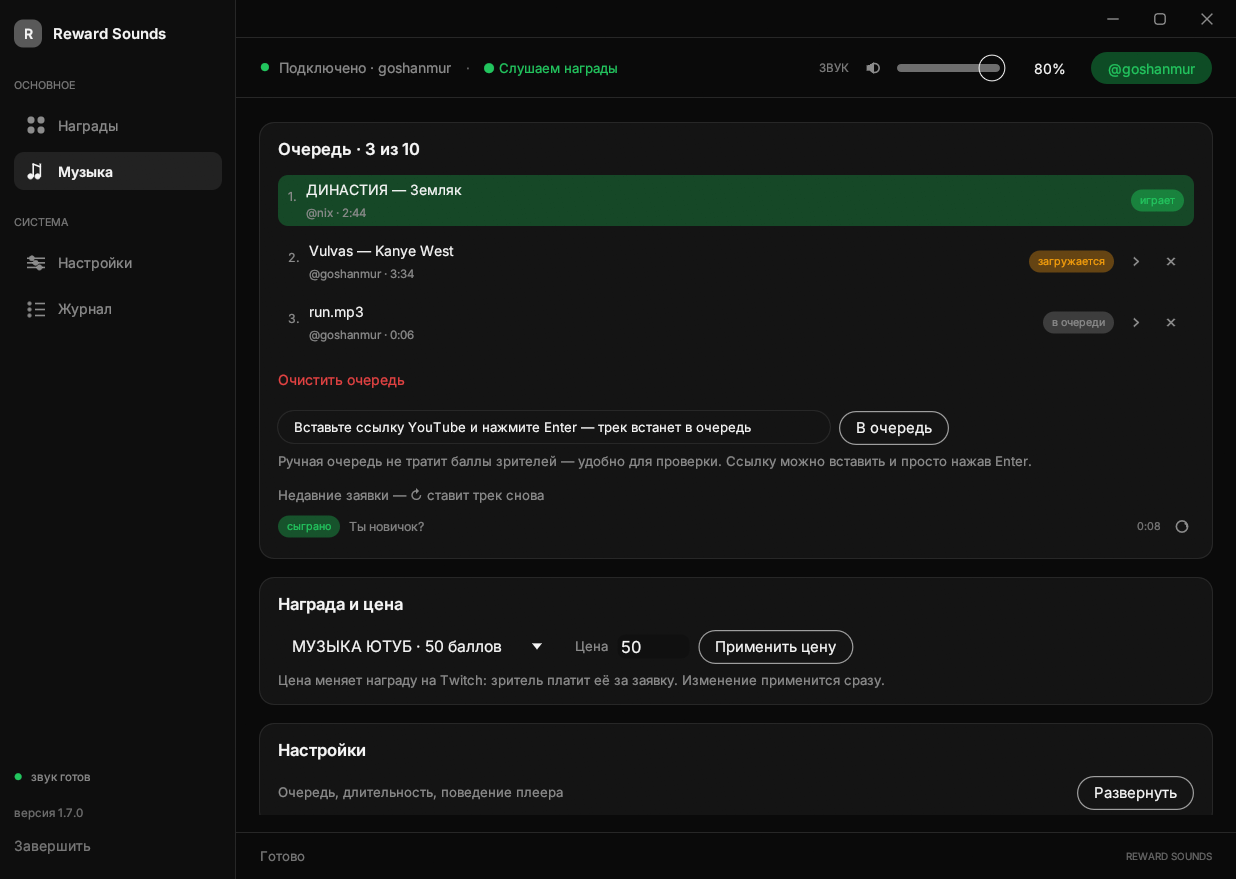 R Reward Sounds
ОСНОВНОЕ
Награды
Музыка
СИСТЕМА
Настройки
Журнал
звук готов
версия 1.7.0
Завершить
Подключено · goshanmur · Слушаем награды ЗВУК 80% @goshanmur
Очередь · 3 из 10
1. ДИНАСТИЯ — Земляк
@nix · 2:44
играет
2. Vulvas — Kanye West
@goshanmur · 3:34
загружается
3. run.mp3
@goshanmur · 0:06
в очереди
Очистить очередь
Вставьте ссылку YouTube и нажмите Enter — трек встанет в очередь В очередь
Ручная очередь не тратит баллы зрителей — удобно для проверки. Ссылку можно вставить и просто нажав Enter.
Недавние заявки — ↻ ставит трек снова
сыграно Ты новичок? 0:08
Награда и цена
МУЗЫКА ЮТУБ · 50 баллов Цена 50 Применить цену
Цена меняет награду на Twitch: зритель платит её за заявку. Изменение применится сразу.
Настройки
Очередь, длительность, поведение плеера Развернуть
Готово REWARD SOUNDS